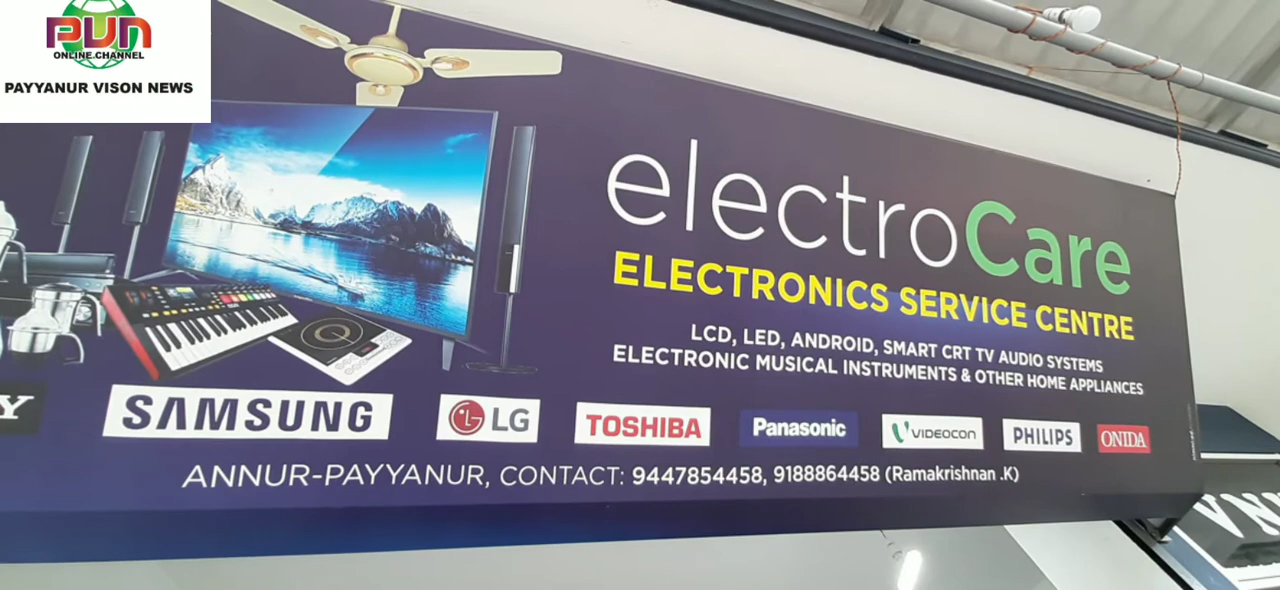 PVN
ONLINE.CHANNEL
PAYYANUR VISON NEWS
electroCare
ELECTRONICS SERVICE CENTRE
LCD, LED, ANDROID, SMART CRT TV AUDIO SYSTEMS
ELECTRONIC MUSICAL INSTRUMENTS & OTHER HOME APPLIANCES
SAMSUNG LG TOSHIBA Panasonic VIDEOCON PHILIPS ONIDA
ANNUR-PAYYANUR, CONTACT: 9447854458, 9188864458 (Ramakrishnan .K)